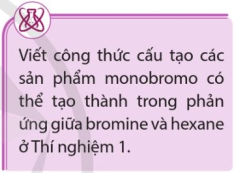 Viết công thức cấu tạo các
sản phẩm monobromo có
thể tạo thành trong phản
ứng giữa bromine và hexane
ở Thí nghiệm 1.